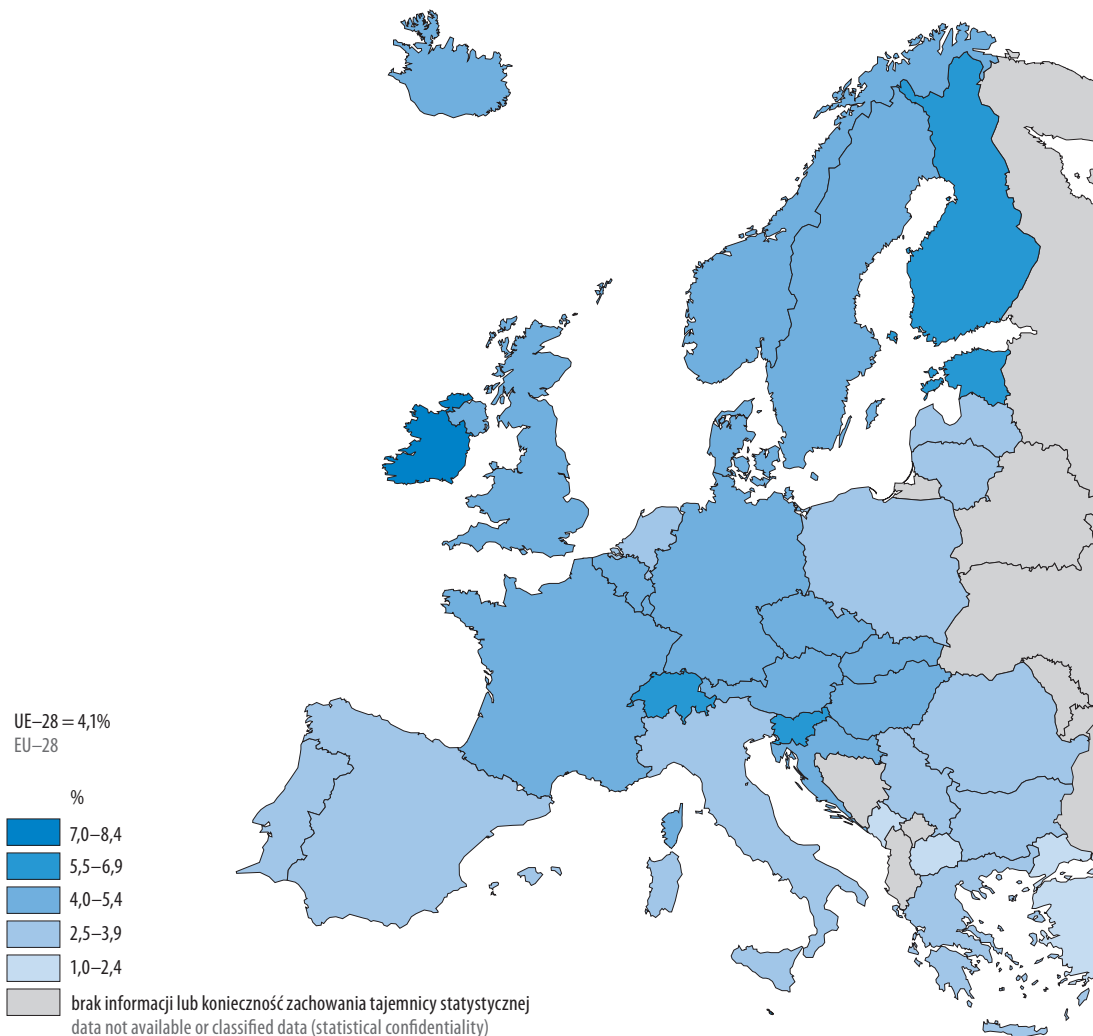 UE–28 = 4,1%
EU–28
%
7,0–8,4
5,5–6,9
4,0–5,4
2,5–3,9
1,0–2,4
brak informacji lub konieczność zachowania tajemnicy statystycznej
data not available or classified data (statistical confidentiality)